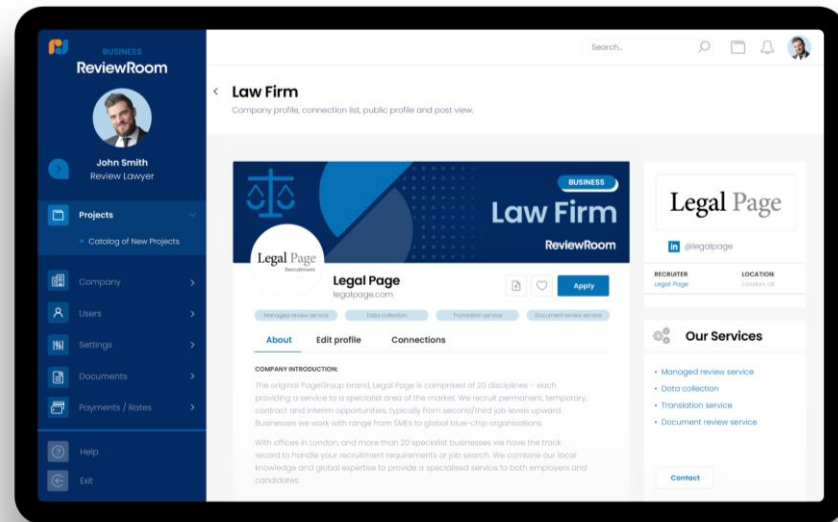 BUSINESS
ReviewRoom
John Smith
Review Lawyer
Projects
Catalog of New Projects
Company
Users
Settings
Documents
Payments / Rates
Help
Exit
Search..
Law Firm
Company profile, connection list, public profile and post view.
BUSINESS
Law Firm
ReviewRoom
Legal Page
Recruitment
Legal Page
legalpage.com
Apply
Managed review service
Data collection
Translation service
Document review service
About Edit profile Connections
COMPANY INTRODUCTION:
The original PageGroup brand, Legal Page is comprised of 20 disciplines – each
providing a service to a specialist area of the market. We recruit permanent, temporary,
contract and interim opportunities, typically from second/third job levels upward.
Businesses we work with range from SMEs to global blue-chip organisations.
With offices in London, and more than 20 specialist businesses we have the track
record to handle your recruitment requirements or job search. We combine our local
knowledge and global expertise to provide a specialised service to both employers and
candidates.
Legal Page
in @legalpage
RECRUITER LOCATION
Legal Page London, UK
Our Services
Managed review service
Data collection
Translation service
Document review service
Contact